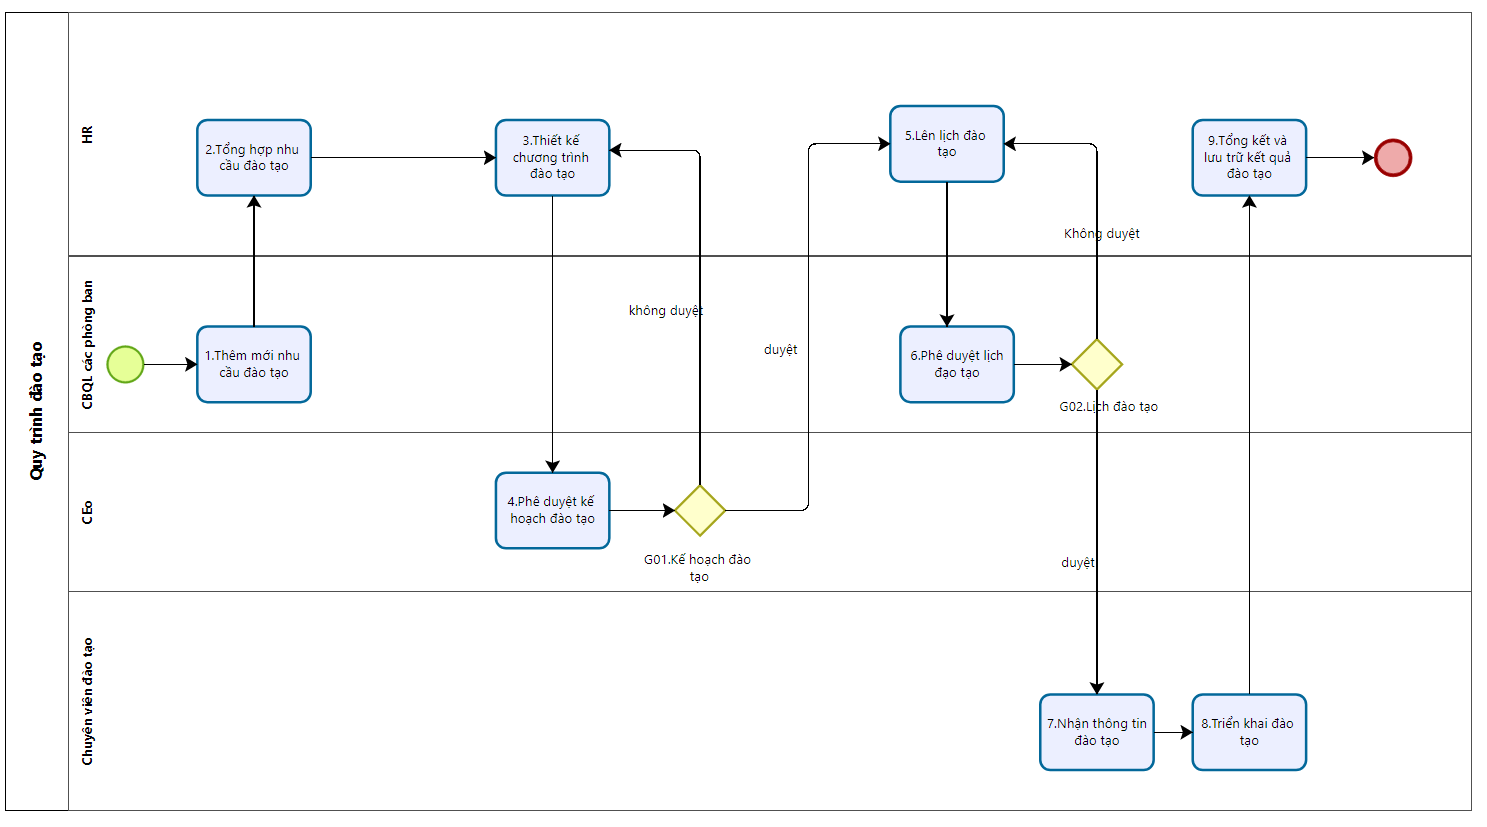 Quy trình đào tạo
HR
2.Tổng hợp nhu
cầu đào tạo
3.Thiết kế
chương trình
đào tạo
5.Lên lịch đào
tạo
9.Tổng kết và
lưu trữ kết quả
đào tạo
Không duyệt
CBQL các phòng ban
1.Thêm mới nhu
cầu đào tạo
không duyệt
duyệt
6.Phê duyệt lịch
đạo tạo
G02.Lịch đào tạo
CEo
4.Phê duyệt kế
hoạch đào tạo
G01.Kế hoạch đào
tạo
duyệt
Chuyên viên đào tạo
7.Nhận thông tin
đào tạo
8.Triển khai đào
tạo